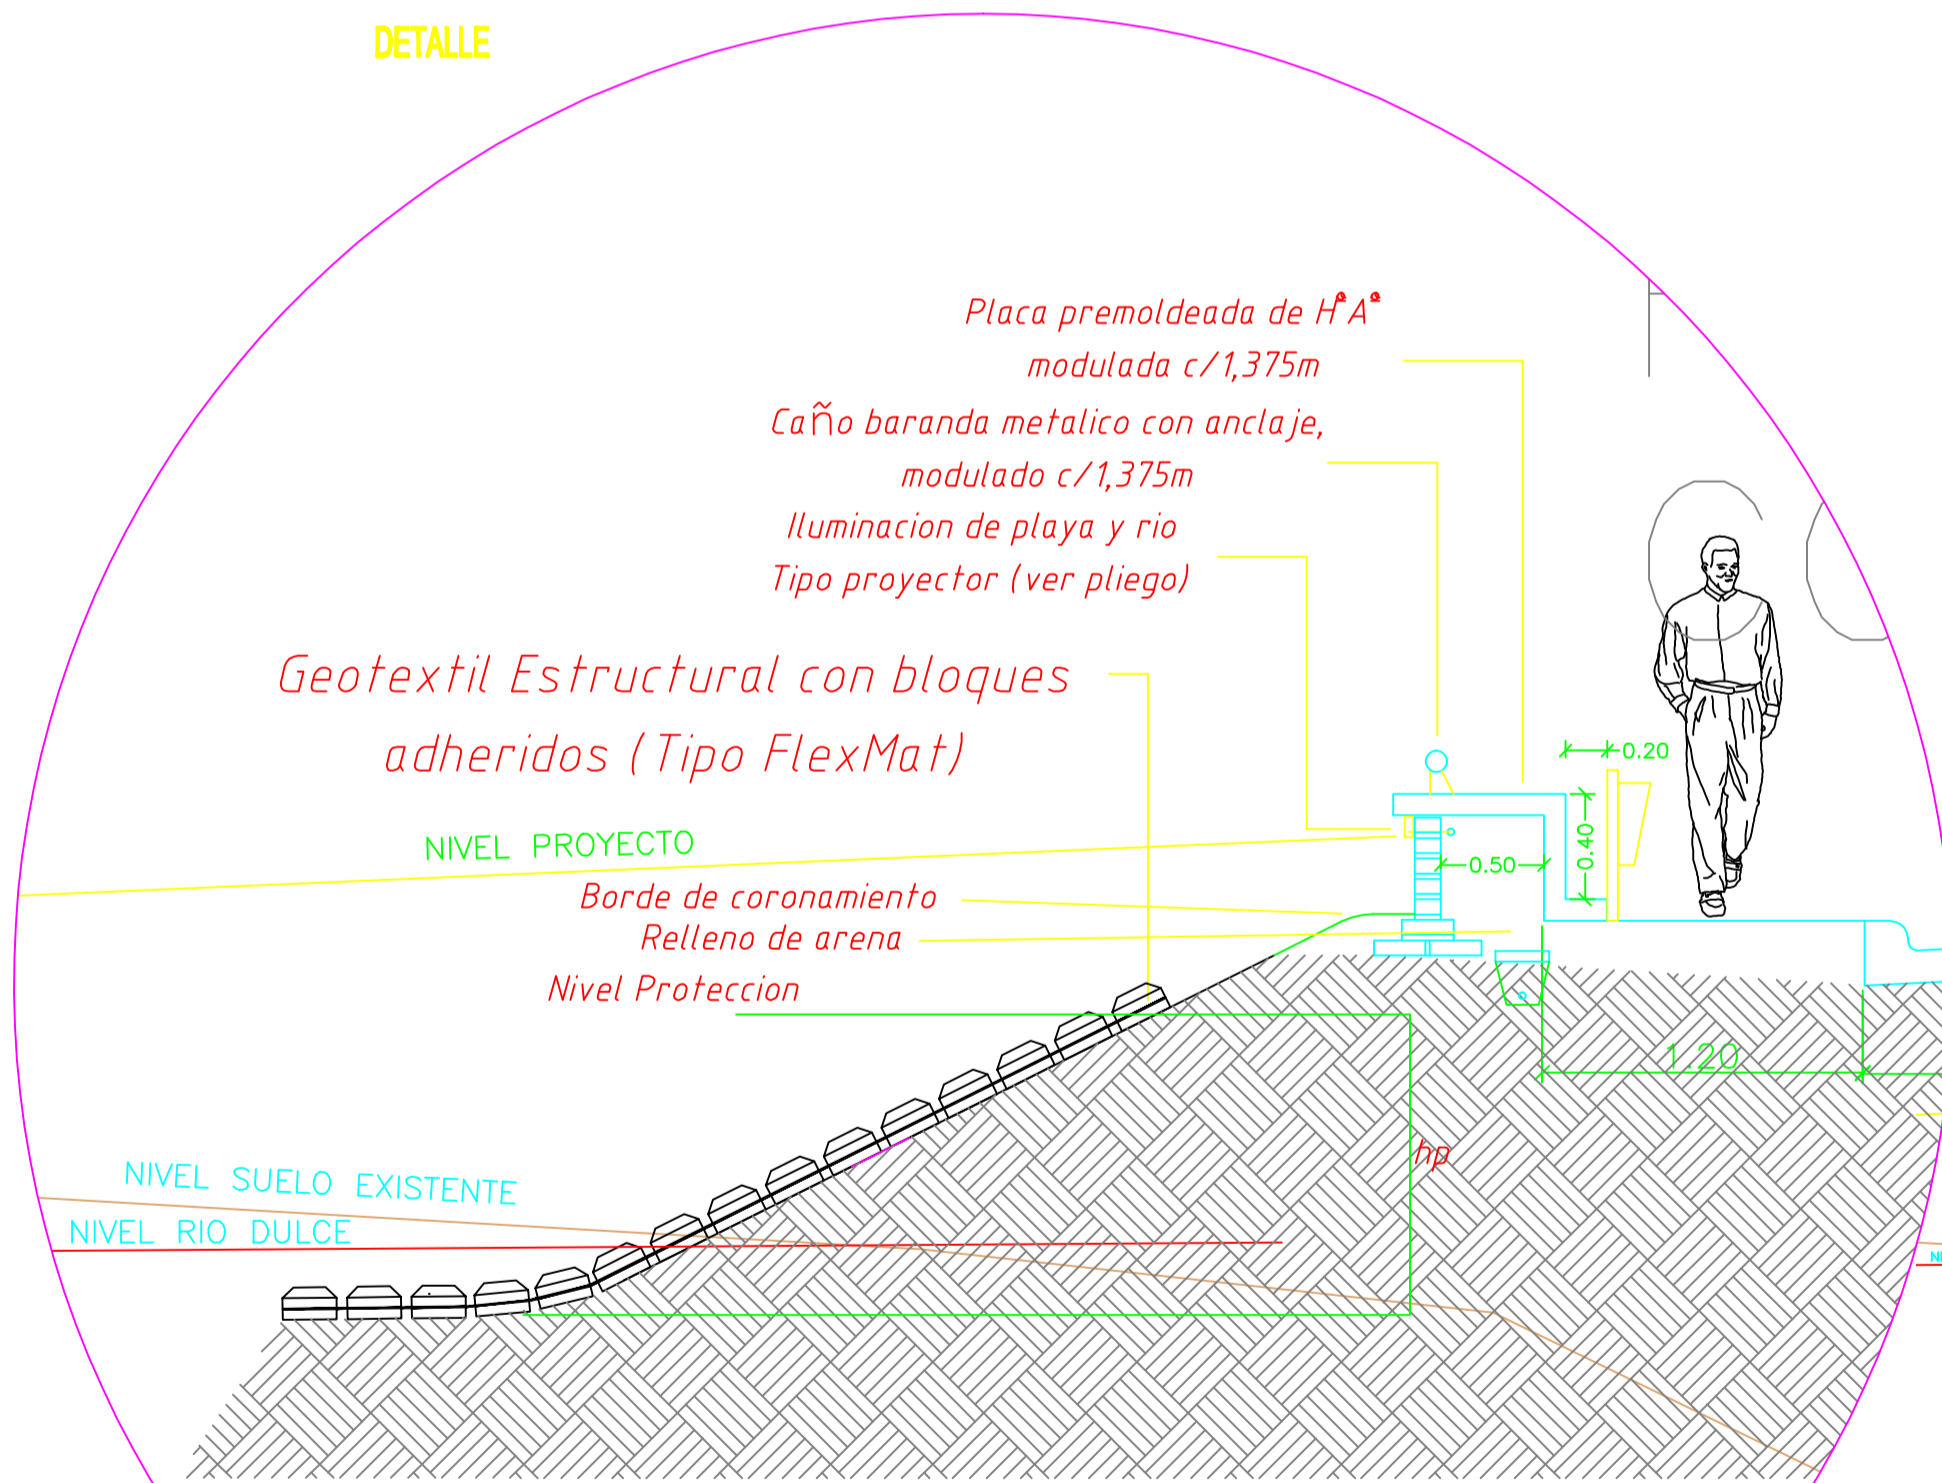 DETALLE
Placa premoldeada de HºAº
modulada c/1,375m
Caño baranda metalico con anclaje,
modulado c/1,375m
Iluminacion de playa y rio
Tipo proyector (ver pliego)
Geotextil Estructural con bloques
adheridos (Tipo FlexMat)
0.20
NIVEL PROYECTO
0.40
0.50
Borde de coronamiento
Relleno de arena
Nivel Proteccion
1.20
hp
NIVEL SUELO EXISTENTE
NIVEL RIO DULCE